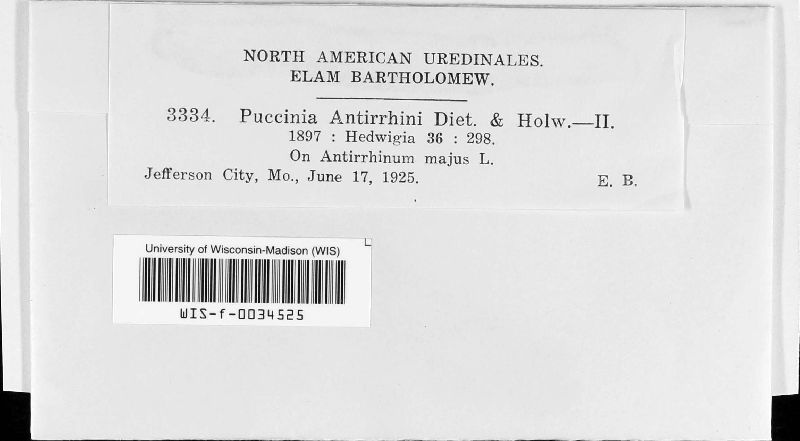 NORTH AMERICAN UREDINALES.
ELAM BARTHOLOMEW.
3334. Puccinia Antirrhini Diet. & Holw.—II.
1897 : Hedwigia 36 : 298.
On Antirrhinum majus L.
Jefferson City, Mo., June 17, 1925.
E. B.
University of Wisconsin-Madison (WIS)
WIS-f-0034525